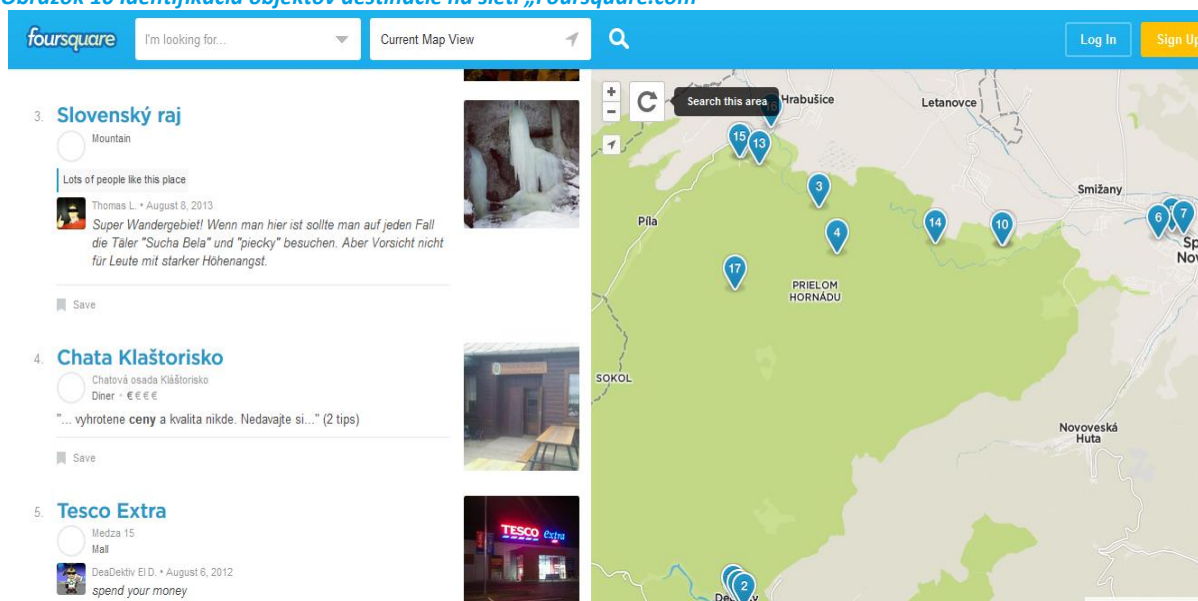 Obrázok 10 Identifikácia objektov destinácie na sieti „Foursquare.com“
foursquare
I'm looking for...
Current Map View
Log In
Sign Up
3. Slovenský raj
Mountain
Lots of people like this place
Thomas L. • August 8, 2013
Super Wandergebiet! Wenn man hier ist sollte man auf jeden Fall
die Täler "Sucha Bela" und "piecky" besuchen. Aber Vorsicht nicht
für Leute mit starker Höhenangst.
Save
4. Chata Klaštorisko
Chatová osada Kláštorisko
Diner • €€€€
"... vyhrotene ceny a kvalita nikde. Nedavajte si..." (2 tips)
Save
5. Tesco Extra
Medza 15
Mall
DeaDektiv El D. • August 6, 2012
spend your money
TESCO extra
+
−
Search this area
16
Hrabušice
Letanovce
15
13
Smižany
3
Píla
4
14
10
6
7
Sp
Nov
17
PRIELOM
HORNÁDU
SOKOL
Novoveská
Huta
2